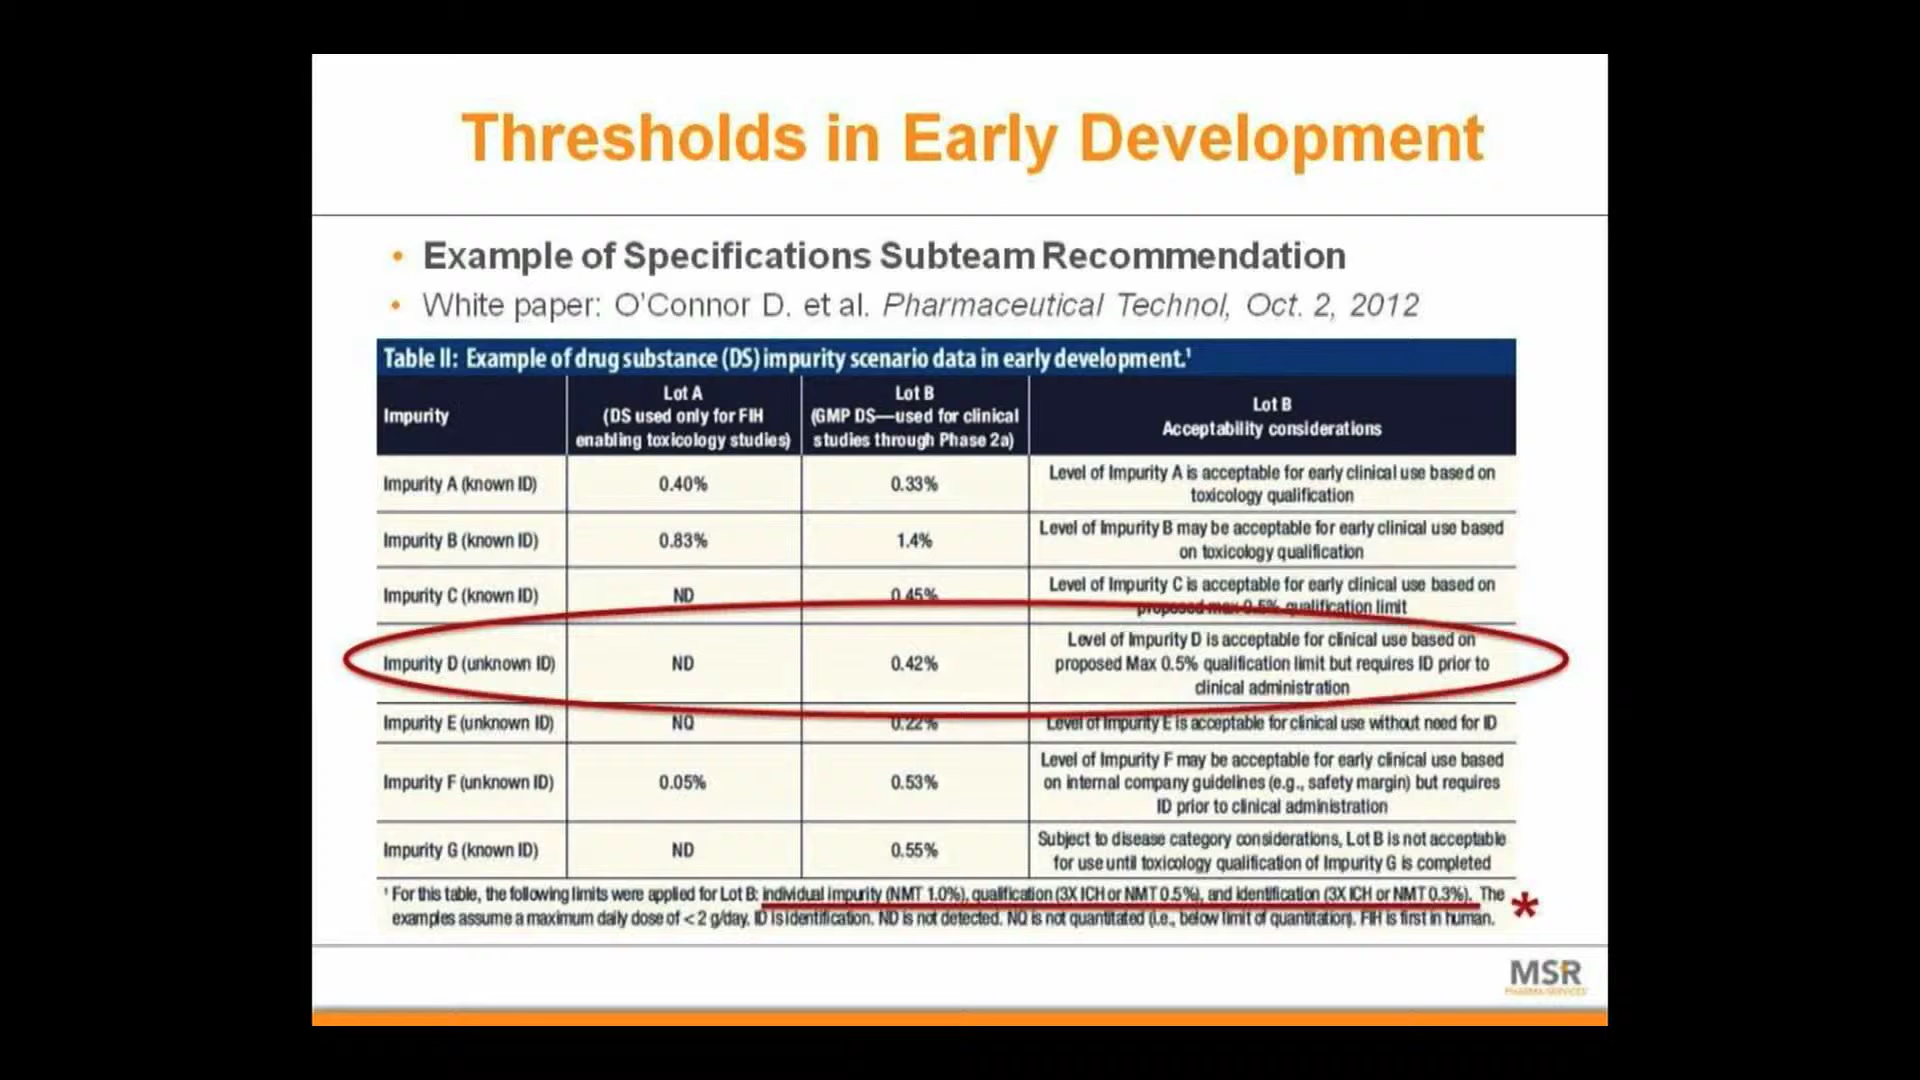 Thresholds in Early Development
• Example of Specifications Subteam Recommendation
• White paper: O'Connor D. et al. Pharmaceutical Technol, Oct. 2, 2012
Table II: Example of drug substance (DS) impurity scenario data in early development.¹
Impurity
Lot A
(DS used only for FIH
enabling toxicology studies)
Lot B
(GMP DS—used for clinical
studies through Phase 2a)
Lot B
Acceptability considerations
Impurity A (known ID)
0.40%
0.33%
Level of Impurity A is acceptable for early clinical use based on
toxicology qualification
Impurity B (known ID)
0.83%
1.4%
Level of Impurity B may be acceptable for early clinical use based
on toxicology qualification
Impurity C (known ID)
ND
0.45%
Level of Impurity C is acceptable for early clinical use based on
proposed max 0.5% qualification limit
Impurity D (unknown ID)
ND
0.42%
Level of Impurity D is acceptable for clinical use based on
proposed Max 0.5% qualification limit but requires ID prior to
clinical administration
Impurity E (unknown ID)
NQ
0.22%
Level of Impurity E is acceptable for clinical use without need for ID
Impurity F (unknown ID)
0.05%
0.53%
Level of Impurity F may be acceptable for early clinical use based
on internal company guidelines (e.g., safety margin) but requires
ID prior to clinical administration
Impurity G (known ID)
ND
0.55%
Subject to disease category considerations, Lot B is not acceptable
for use until toxicology qualification of Impurity G is completed
¹ For this table, the following limits were applied for Lot B: individual impurity (NMT 1.0%), qualification (3X ICH or NMT 0.5%), and identification (3X ICH or NMT 0.3%). The
examples assume a maximum daily dose of < 2 g/day. ID is identification. ND is not detected. NQ is not quantitated (i.e., below limit of quantitation). FIH is first in human.
*
MSR
PHARMA SERVICES